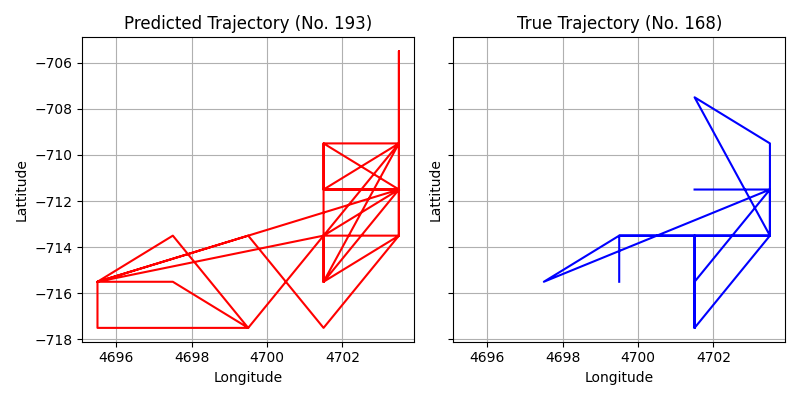 Predicted Trajectory (No. 193)
True Trajectory (No. 168)
Lattitude
−706
−708
−710
−712
−714
−716
−718
4696
4698
4700
4702
Longitude
Lattitude
4696
4698
4700
4702
Longitude